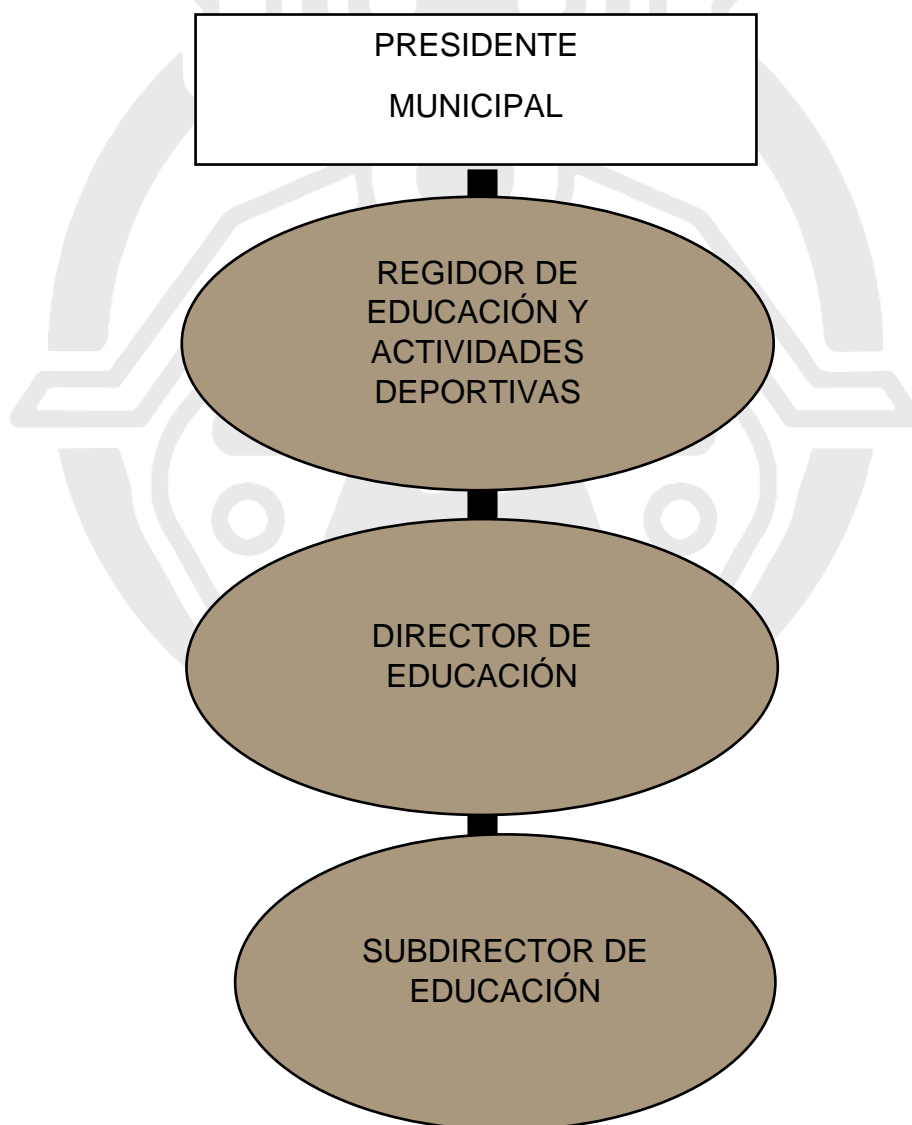 PRESIDENTE
MUNICIPAL
REGIDOR DE
EDUCACIÓN Y
ACTIVIDADES
DEPORTIVAS
DIRECTOR DE
EDUCACIÓN
SUBDIRECTOR DE
EDUCACIÓN